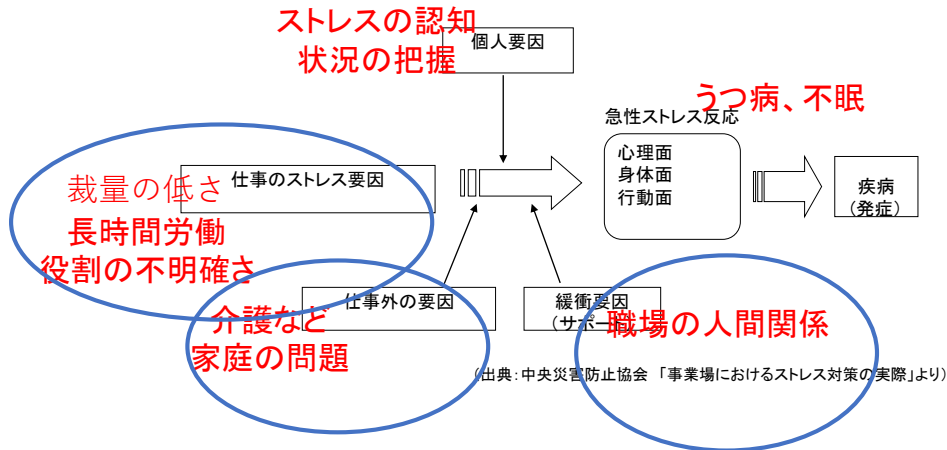 ストレスの認知
状況の把握
個人要因
うつ病、不眠
急性ストレス反応
心理面
身体面
行動面
疾病
(発症)
仕事のストレス要因
裁量の低さ
長時間労働
役割の不明確さ
仕事外の要因
介護など
家庭の問題
緩衝要因
(サポート)
職場の人間関係
(出典:中央災害防止協会 「事業場におけるストレス対策の実際」より)